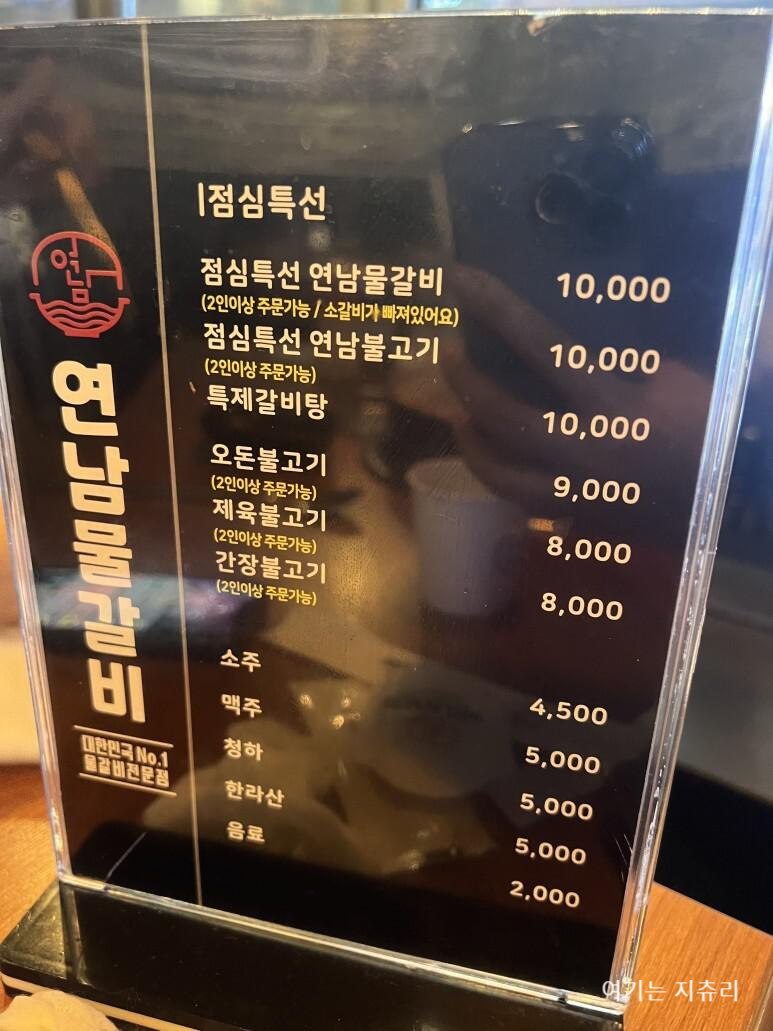 연남
연남물갈비
대한민국 No.1
물갈비전문점
|점심특선
점심특선 연남물갈비 10,000
(2인이상 주문가능 / 소갈비가 빠져있어요)
점심특선 연남불고기 10,000
(2인이상 주문가능)
특제갈비탕 10,000
오돈불고기 9,000
(2인이상 주문가능)
제육불고기 8,000
(2인이상 주문가능)
간장불고기 8,000
(2인이상 주문가능)
소주 4,500
맥주 5,000
청하 5,000
한라산 5,000
음료 2,000
여기는 지츄리